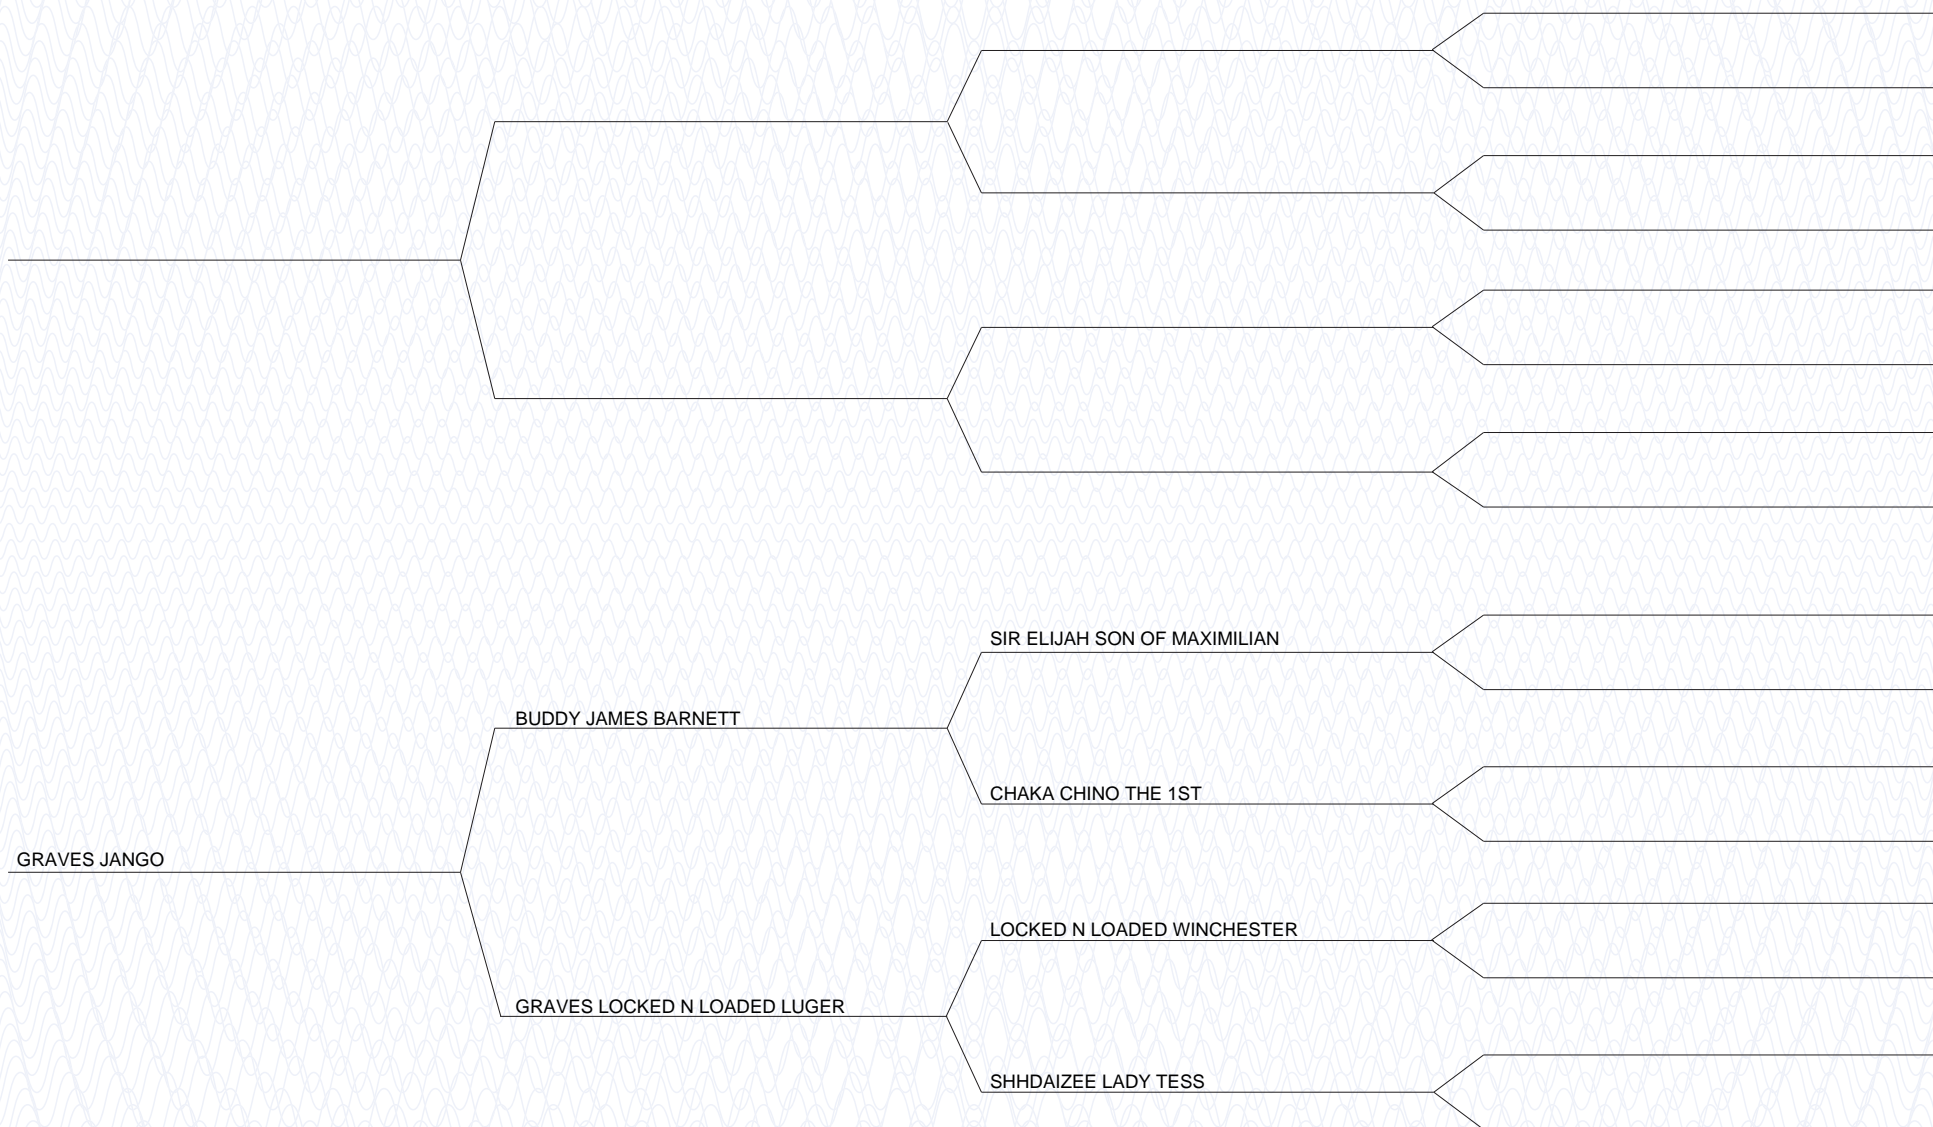 SIR ELIJAH SON OF MAXIMILIAN
BUDDY JAMES BARNETT
CHAKA CHINO THE 1ST
GRAVES JANGO
LOCKED N LOADED WINCHESTER
GRAVES LOCKED N LOADED LUGER
SHHDAIZEE LADY TESS